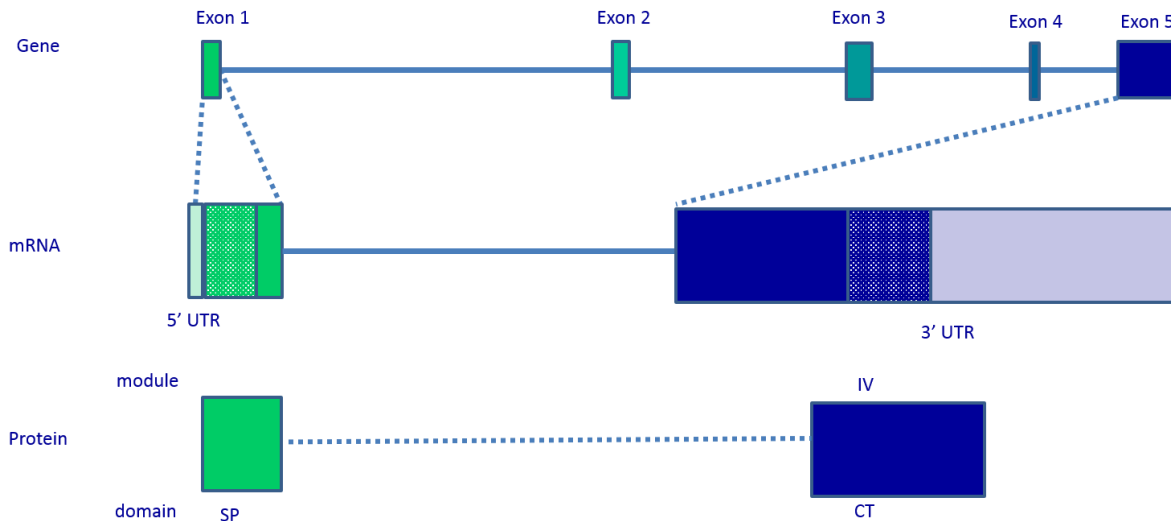 Exon 1
Exon 2
Exon 3
Exon 4
Exon 5
Gene
mRNA
5' UTR
3' UTR
module
IV
Protein
domain
SP
CT